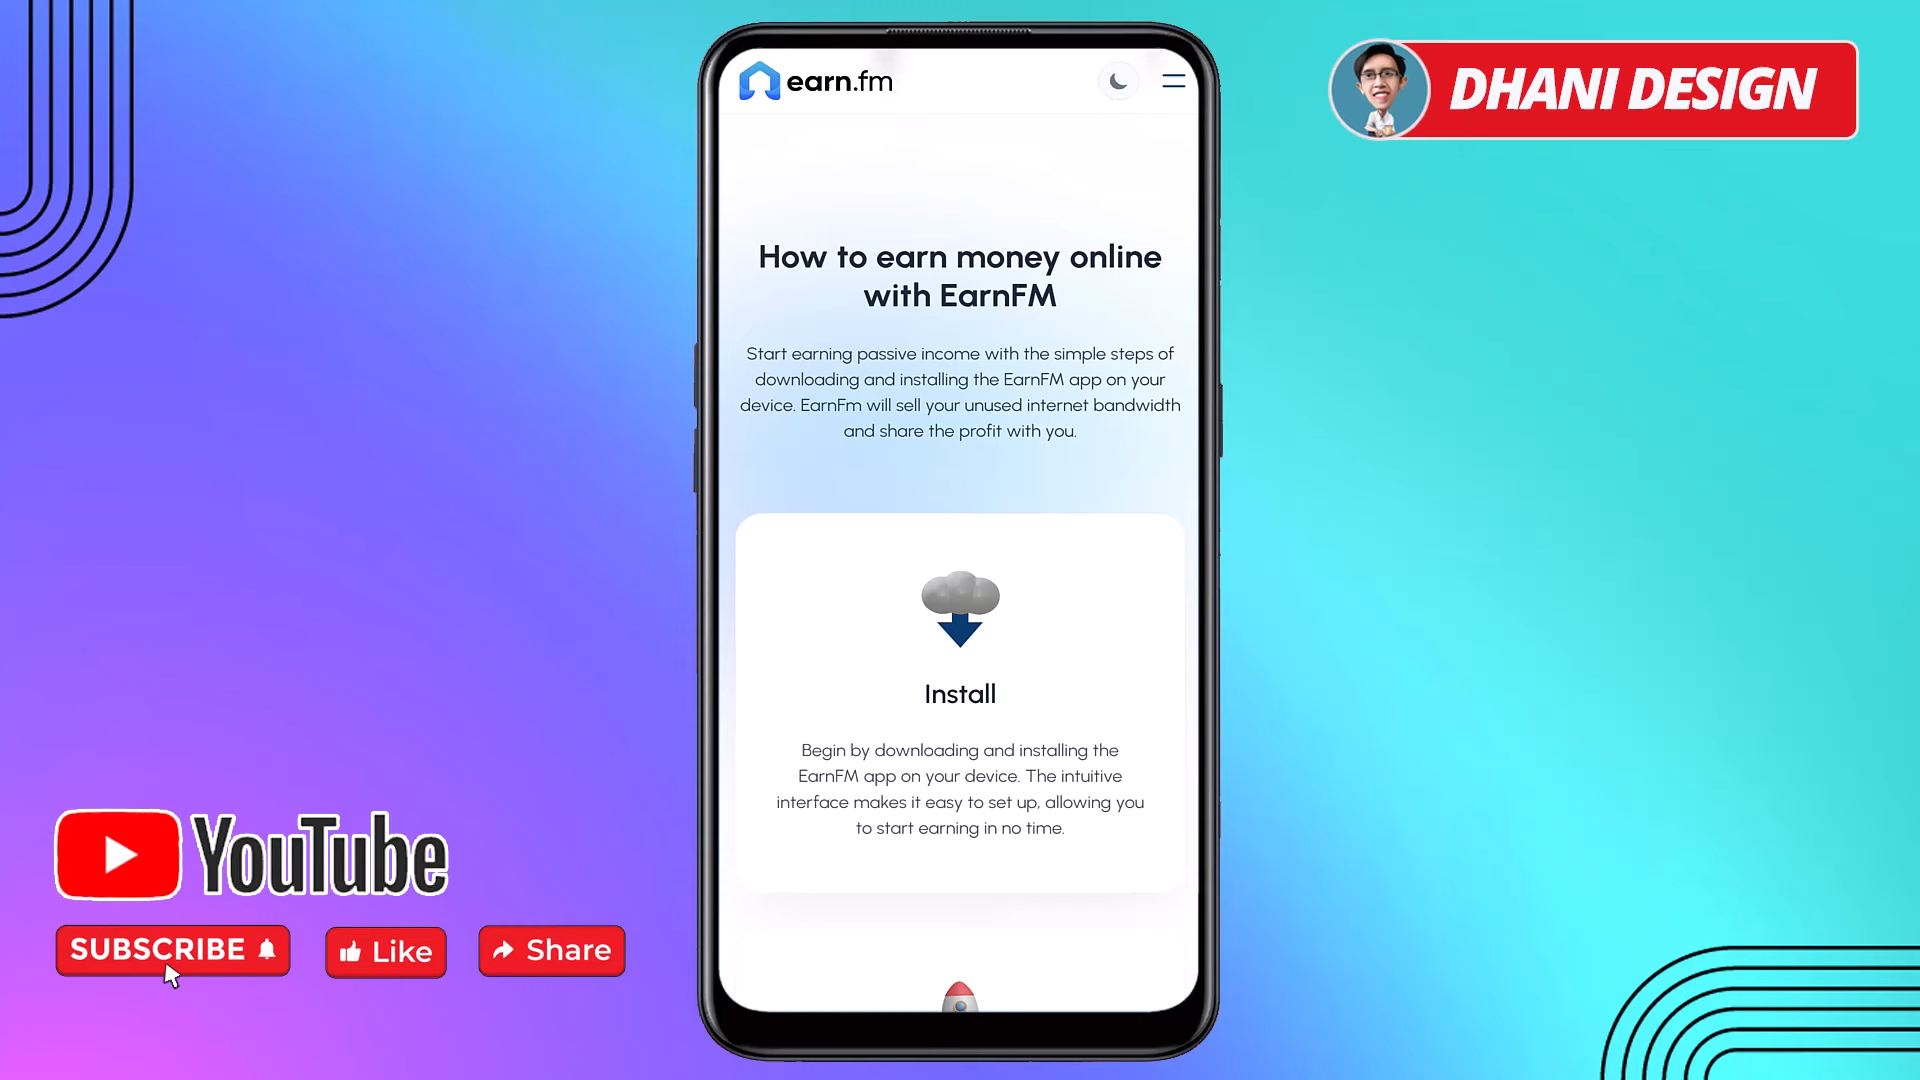 earn.fm
DHANI DESIGN
How to earn money online
with EarnFM
Start earning passive income with the simple steps of
downloading and installing the EarnFM app on your
device. EarnFm will sell your unused internet bandwidth
and share the profit with you.
Install
Begin by downloading and installing the
EarnFM app on your device. The intuitive
interface makes it easy to set up, allowing you
to start earning in no time.
YouTube
SUBSCRIBE
Like
Share